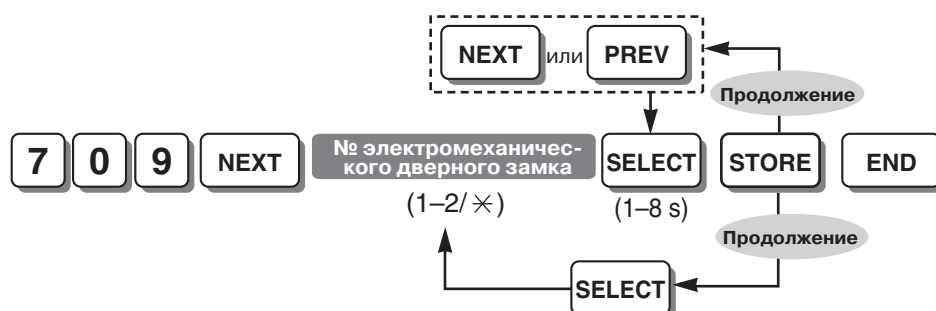 NEXT или PREV
Продолжение
7 0 9 NEXT № электромеханичес-
кого дверного замка SELECT STORE END
(1–2/ ✳) (1–8 s)
Продолжение
SELECT